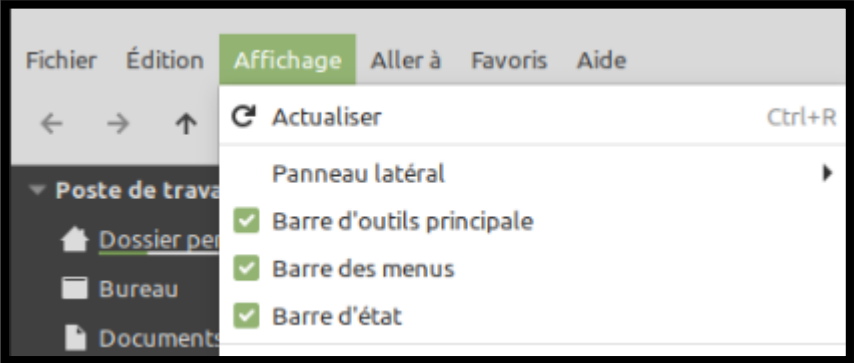 Fichier Édition Affichage Aller à Favoris Aide
Actualiser Ctrl+R
Panneau latéral
Poste de trava
Barre d'outils principale
Dossier per
Barre des menus
Bureau
Barre d'état
Documents